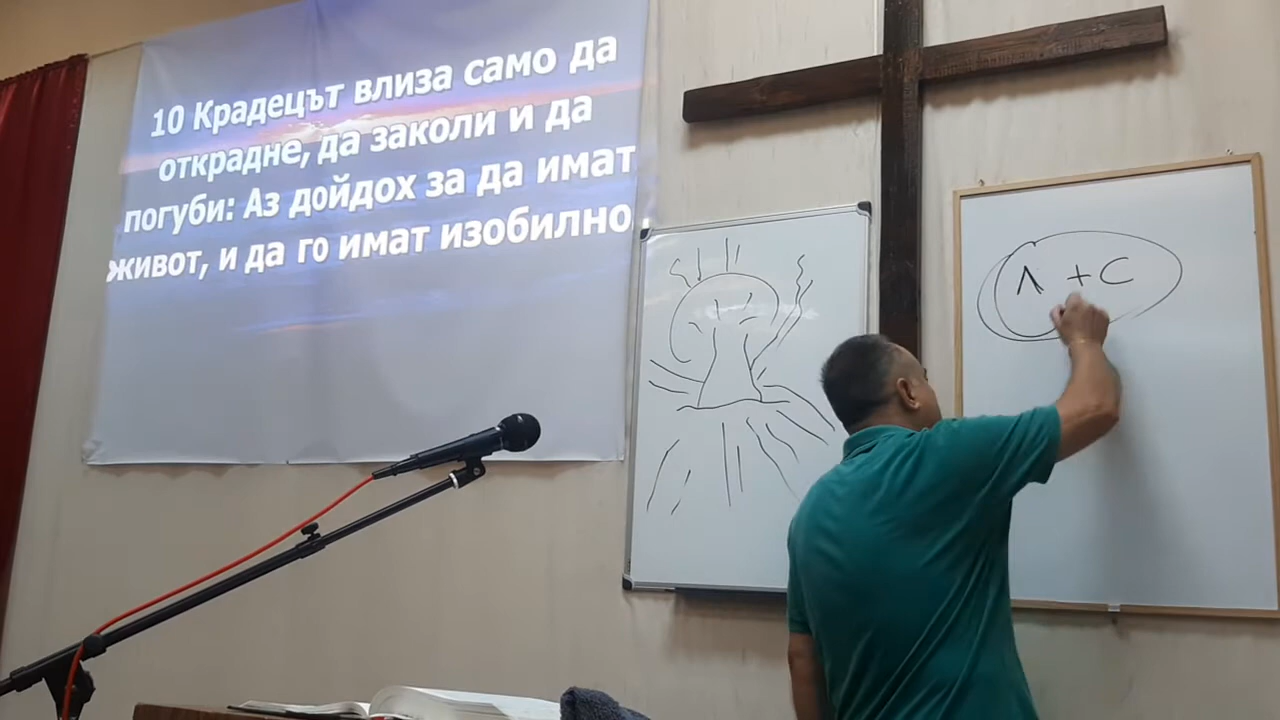 10 Крадецът влиза само да
открадне, да заколи и да
погуби: Аз дойдох за да имат
живот, и да го имат изобилно.
Λ + C